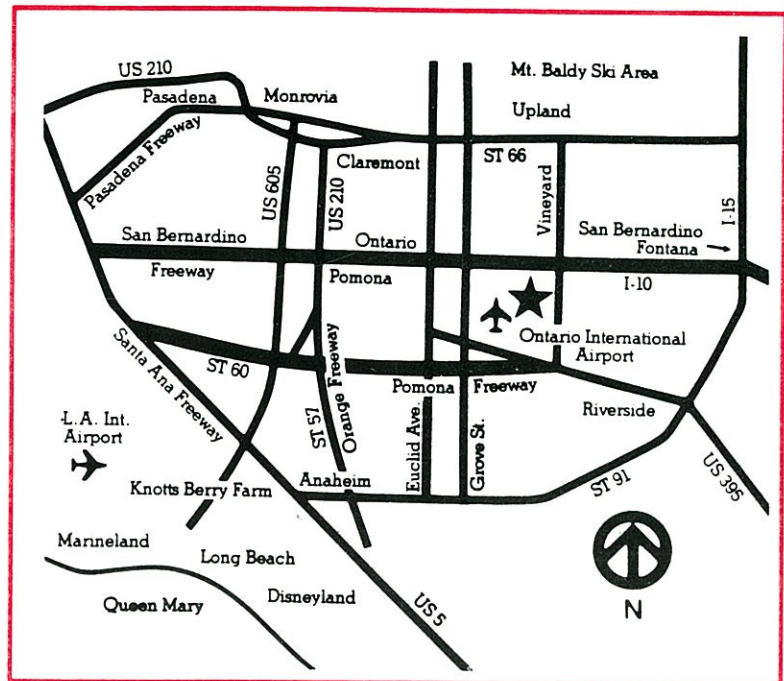 US 210
Mt. Baldy Ski Area
Pasadena
Monrovia
Upland
Pasadena Freeway
Claremont
ST 66
US 605
US 210
Vineyard
I-15
San Bernardino
Freeway
Ontario
San Bernardino
Fontana
Pomona
I-10
Ontario International
Airport
Santa Ana Freeway
ST 60
Orange Freeway
ST 57
Pomona Freeway
Euclid Ave.
Grove St.
Riverside
L.A. Int.
Airport
Knotts Berry Farm
Anaheim
ST 91
US 395
Marineland
Long Beach
Queen Mary
Disneyland
US 5
N